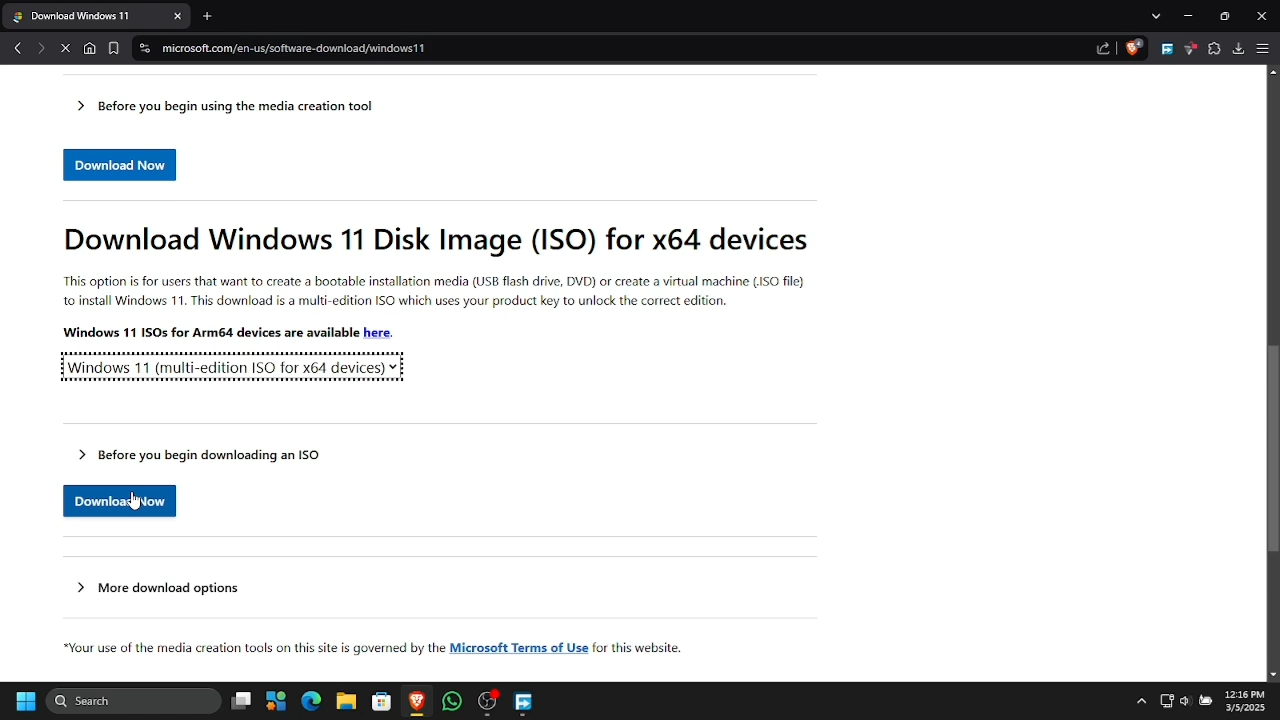 Download Windows 11
microsoft.com/en-us/software-download/windows11
4
Before you begin using the media creation tool
Download Now
Download Windows 11 Disk Image (ISO) for x64 devices
This option is for users that want to create a bootable installation media (USB flash drive, DVD) or create a virtual machine (.ISO file)
to install Windows 11. This download is a multi-edition ISO which uses your product key to unlock the correct edition.
Windows 11 ISOs for Arm64 devices are available here.
Windows 11 (multi-edition ISO for x64 devices)
Before you begin downloading an ISO
Download Now
More download options
*Your use of the media creation tools on this site is governed by the Microsoft Terms of Use for this website.
Search
12:16 PM
3/5/2025